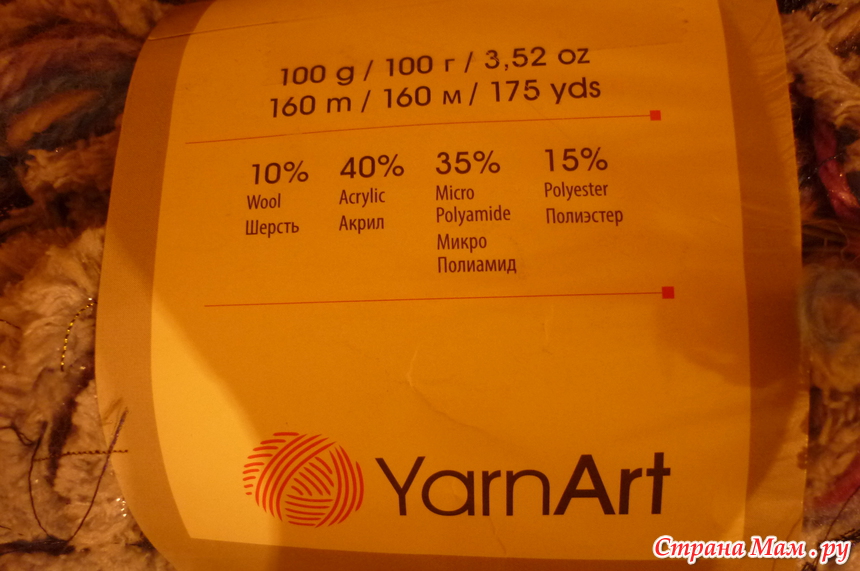 100 g / 100 г / 3,52 oz
160 m / 160 м / 175 yds
10% 40% 35% 15%
Wool Acrylic Micro Polyamide Polyester
Шерсть Акрил Микро Полиамид Полиэстер
YarnArt
Страна Мам.ру